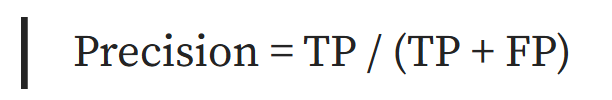 Precision = TP / (TP + FP)